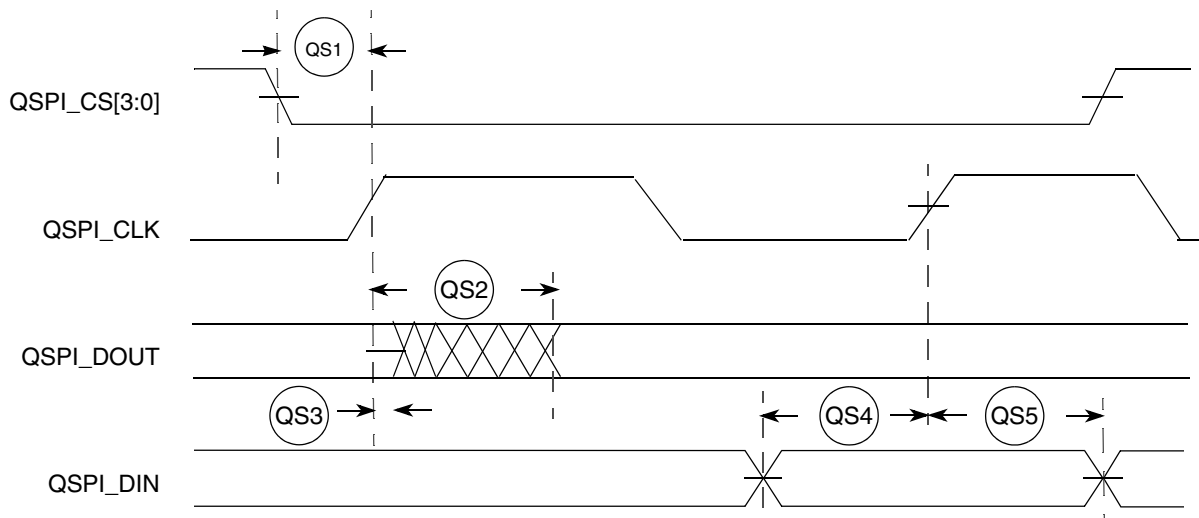 QS1
QSPI_CS[3:0]
QSPI_CLK
QS2
QSPI_DOUT
QS3
QS4
QS5
QSPI_DIN